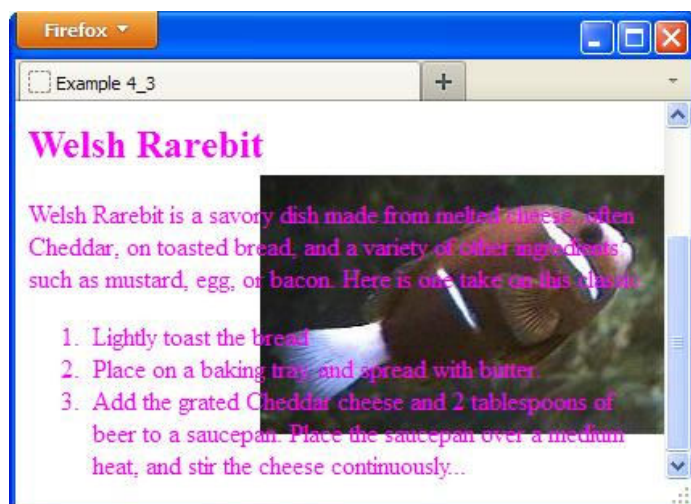 Firefox
Example 4_3
Welsh Rarebit
Welsh Rarebit is a savory dish made from melted cheese, often
Cheddar, on toasted bread, and a variety of other ingredients
such as mustard, egg, or bacon. Here is one take on this classic.
1. Lightly toast the bread
2. Place on a baking tray, and spread with butter.
3. Add the grated Cheddar cheese and 2 tablespoons of
beer to a saucepan. Place the saucepan over a medium
heat, and stir the cheese continuously...